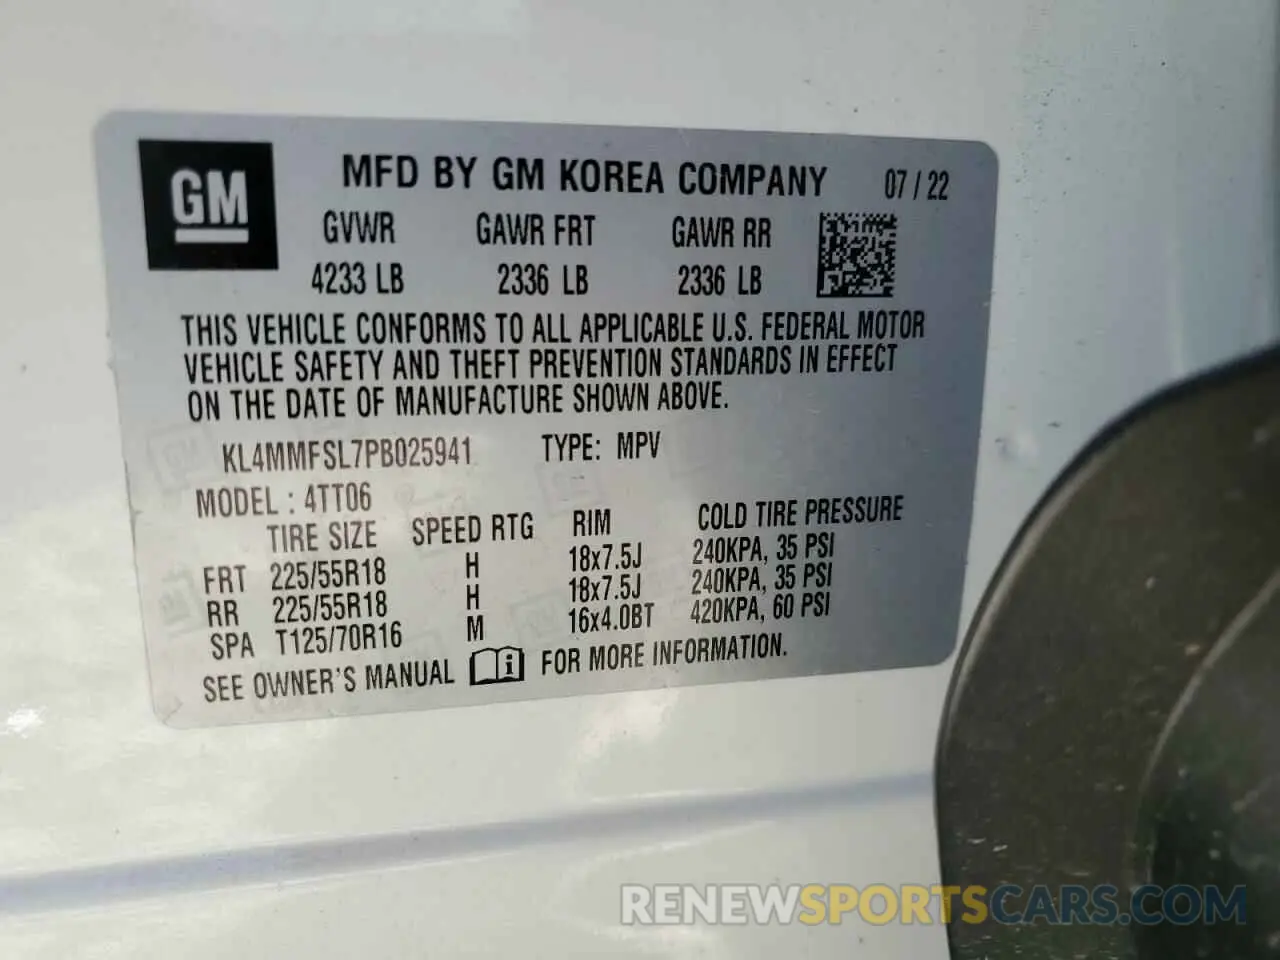 GM
MFD BY GM KOREA COMPANY 07 / 22
GVWR GAWR FRT GAWR RR
4233 LB 2336 LB 2336 LB
THIS VEHICLE CONFORMS TO ALL APPLICABLE U.S. FEDERAL MOTOR
VEHICLE SAFETY AND THEFT PREVENTION STANDARDS IN EFFECT
ON THE DATE OF MANUFACTURE SHOWN ABOVE.
KL4MMFSL7PB025941 TYPE: MPV
MODEL : 4TT06
TIRE SIZE SPEED RTG RIM COLD TIRE PRESSURE
FRT 225/55R18 H 18x7.5J 240KPA, 35 PSI
RR 225/55R18 H 18x7.5J 240KPA, 35 PSI
SPA T125/70R16 M 16x4.0BT 420KPA, 60 PSI
SEE OWNER'S MANUAL i FOR MORE INFORMATION.
RENEWSPORTSCARS.COM